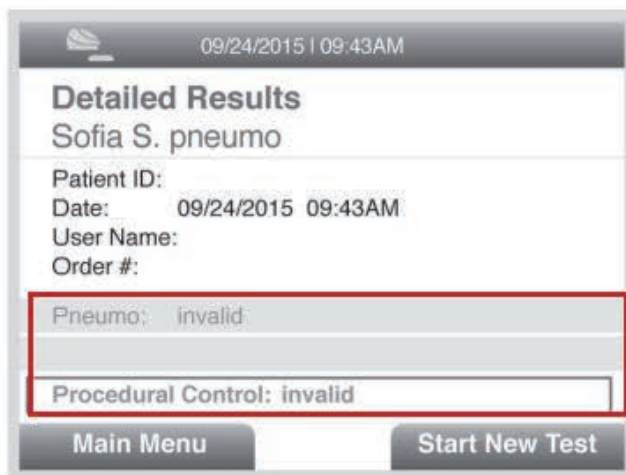 09/24/2015 | 09:43AM
Detailed Results
Sofia S. pneumo
Patient ID:
Date: 09/24/2015 09:43AM
User Name:
Order #:
Pneumo: invalid
Procedural Control: invalid
Main Menu Start New Test